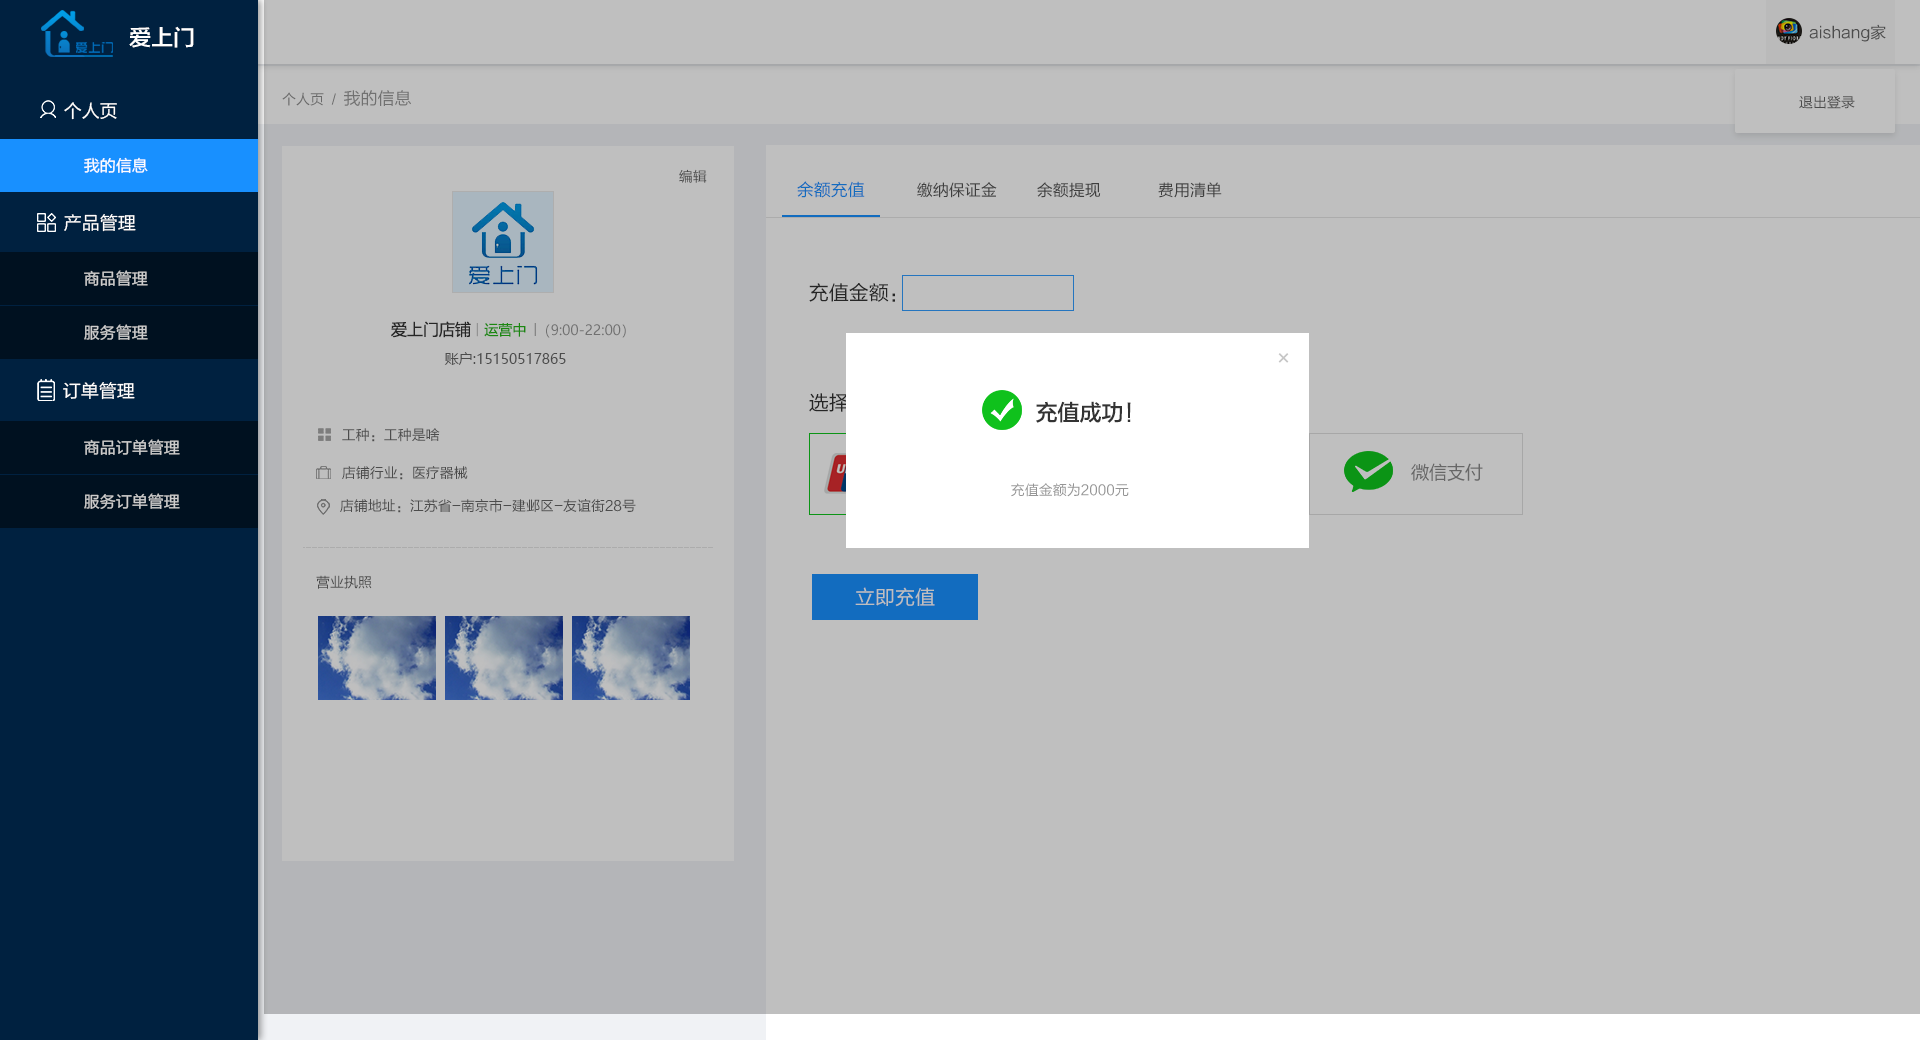 爱上门
爱上门
个人页
我的信息
产品管理
商品管理
服务管理
订单管理
商品订单管理
服务订单管理
aishang家
退出登录
个人页 / 我的信息
编辑
爱上门
爱上门店铺 | 运营中 | (9:00-22:00)
账户:15150517865
工种：工种是啥
店铺行业：医疗器械
店铺地址：江苏省-南京市-建邺区-友谊街28号
营业执照
余额充值 缴纳保证金 余额提现 费用清单
充值金额：
选择
充值成功！
充值金额为2000元
×
微信支付
立即充值